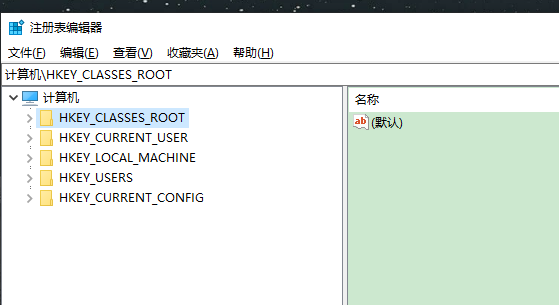 注册表编辑器
文件(F) 编辑(E) 查看(V) 收藏夹(A) 帮助(H)
计算机\HKEY_CLASSES_ROOT
计算机
HKEY_CLASSES_ROOT
HKEY_CURRENT_USER
HKEY_LOCAL_MACHINE
HKEY_USERS
HKEY_CURRENT_CONFIG
名称
ab (默认)